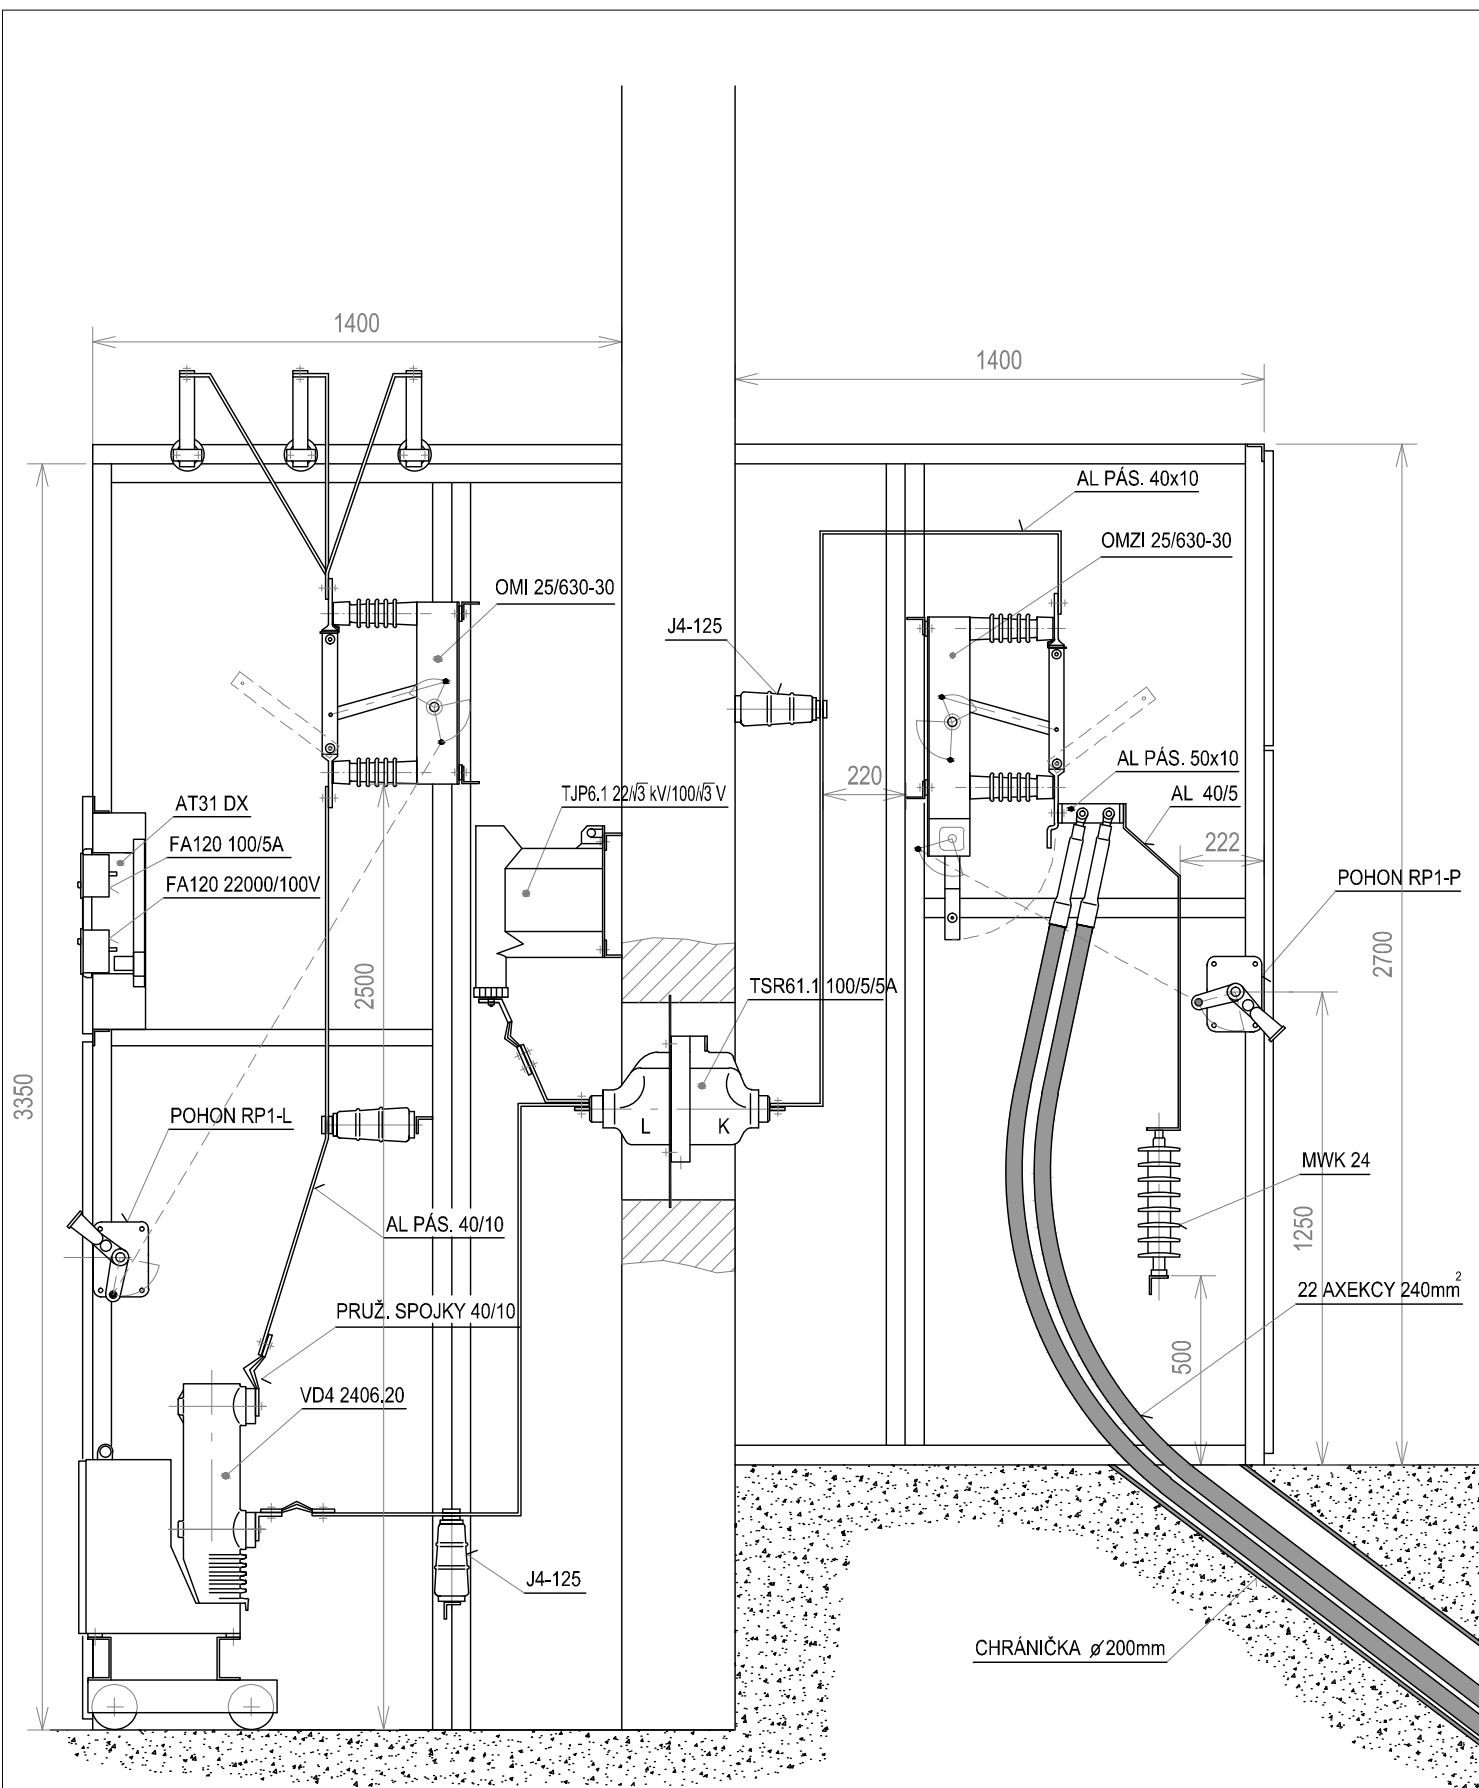 1400
1400
AL PÁS. 40x10
OMZI 25/630-30
OMI 25/630-30
J4-125
AL PÁS. 50x10
220
AL 40/5
TJP6.1 22/√3 kV/100/√3 V
AT31 DX
FA120 100/5A
222
FA120 22000/100V
POHON RP1-P
2700
2500
TSR61.1 100/5/5A
3350
POHON RP1-L
L
K
MWK 24
AL PÁS. 40/10
1250
22 AXEKCY 240mm²
PRUŽ. SPOJKY 40/10
500
VD4 2406.20
J4-125
CHRÁNIČKA ø 200mm